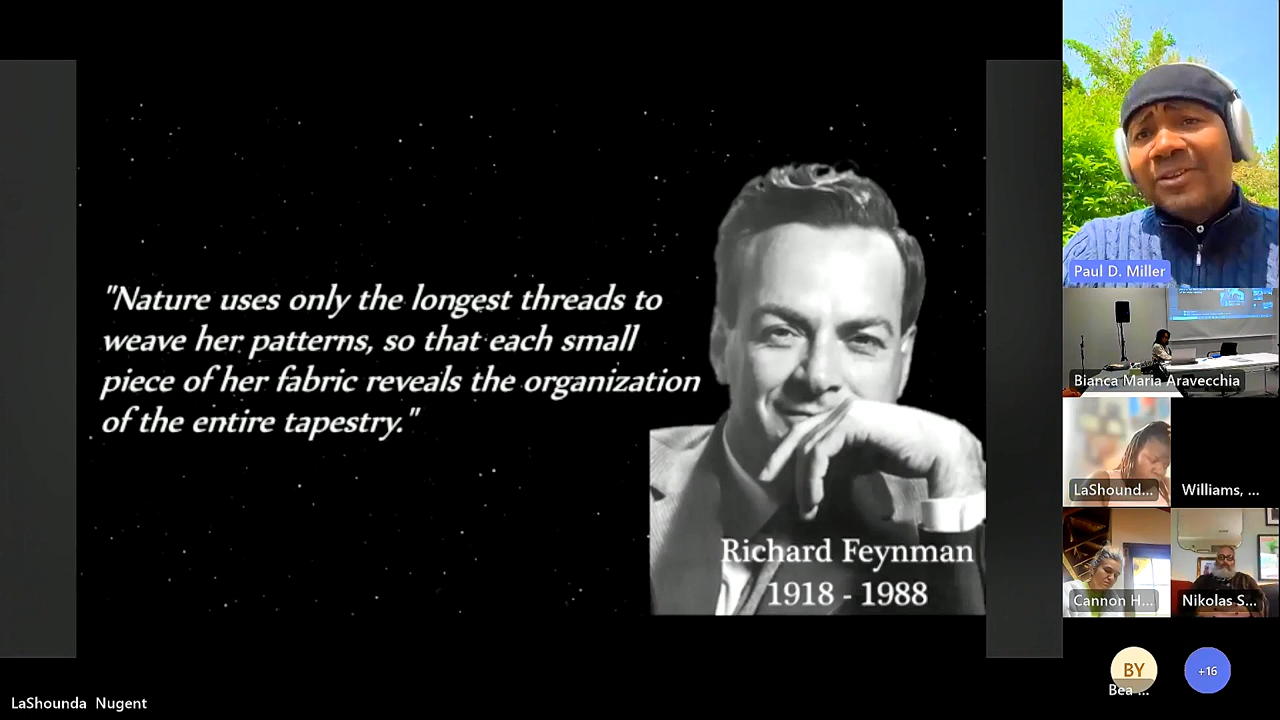 "Nature uses only the longest threads to
weave her patterns, so that each small
piece of her fabric reveals the organization
of the entire tapestry."
Richard Feynman
1918 - 1988
Paul D. Miller
Bianca Maria Aravecchia
LaShound...
Williams, ...
Cannon H...
Nikolas S...
BY
Bea ...
+16
LaShounda Nugent